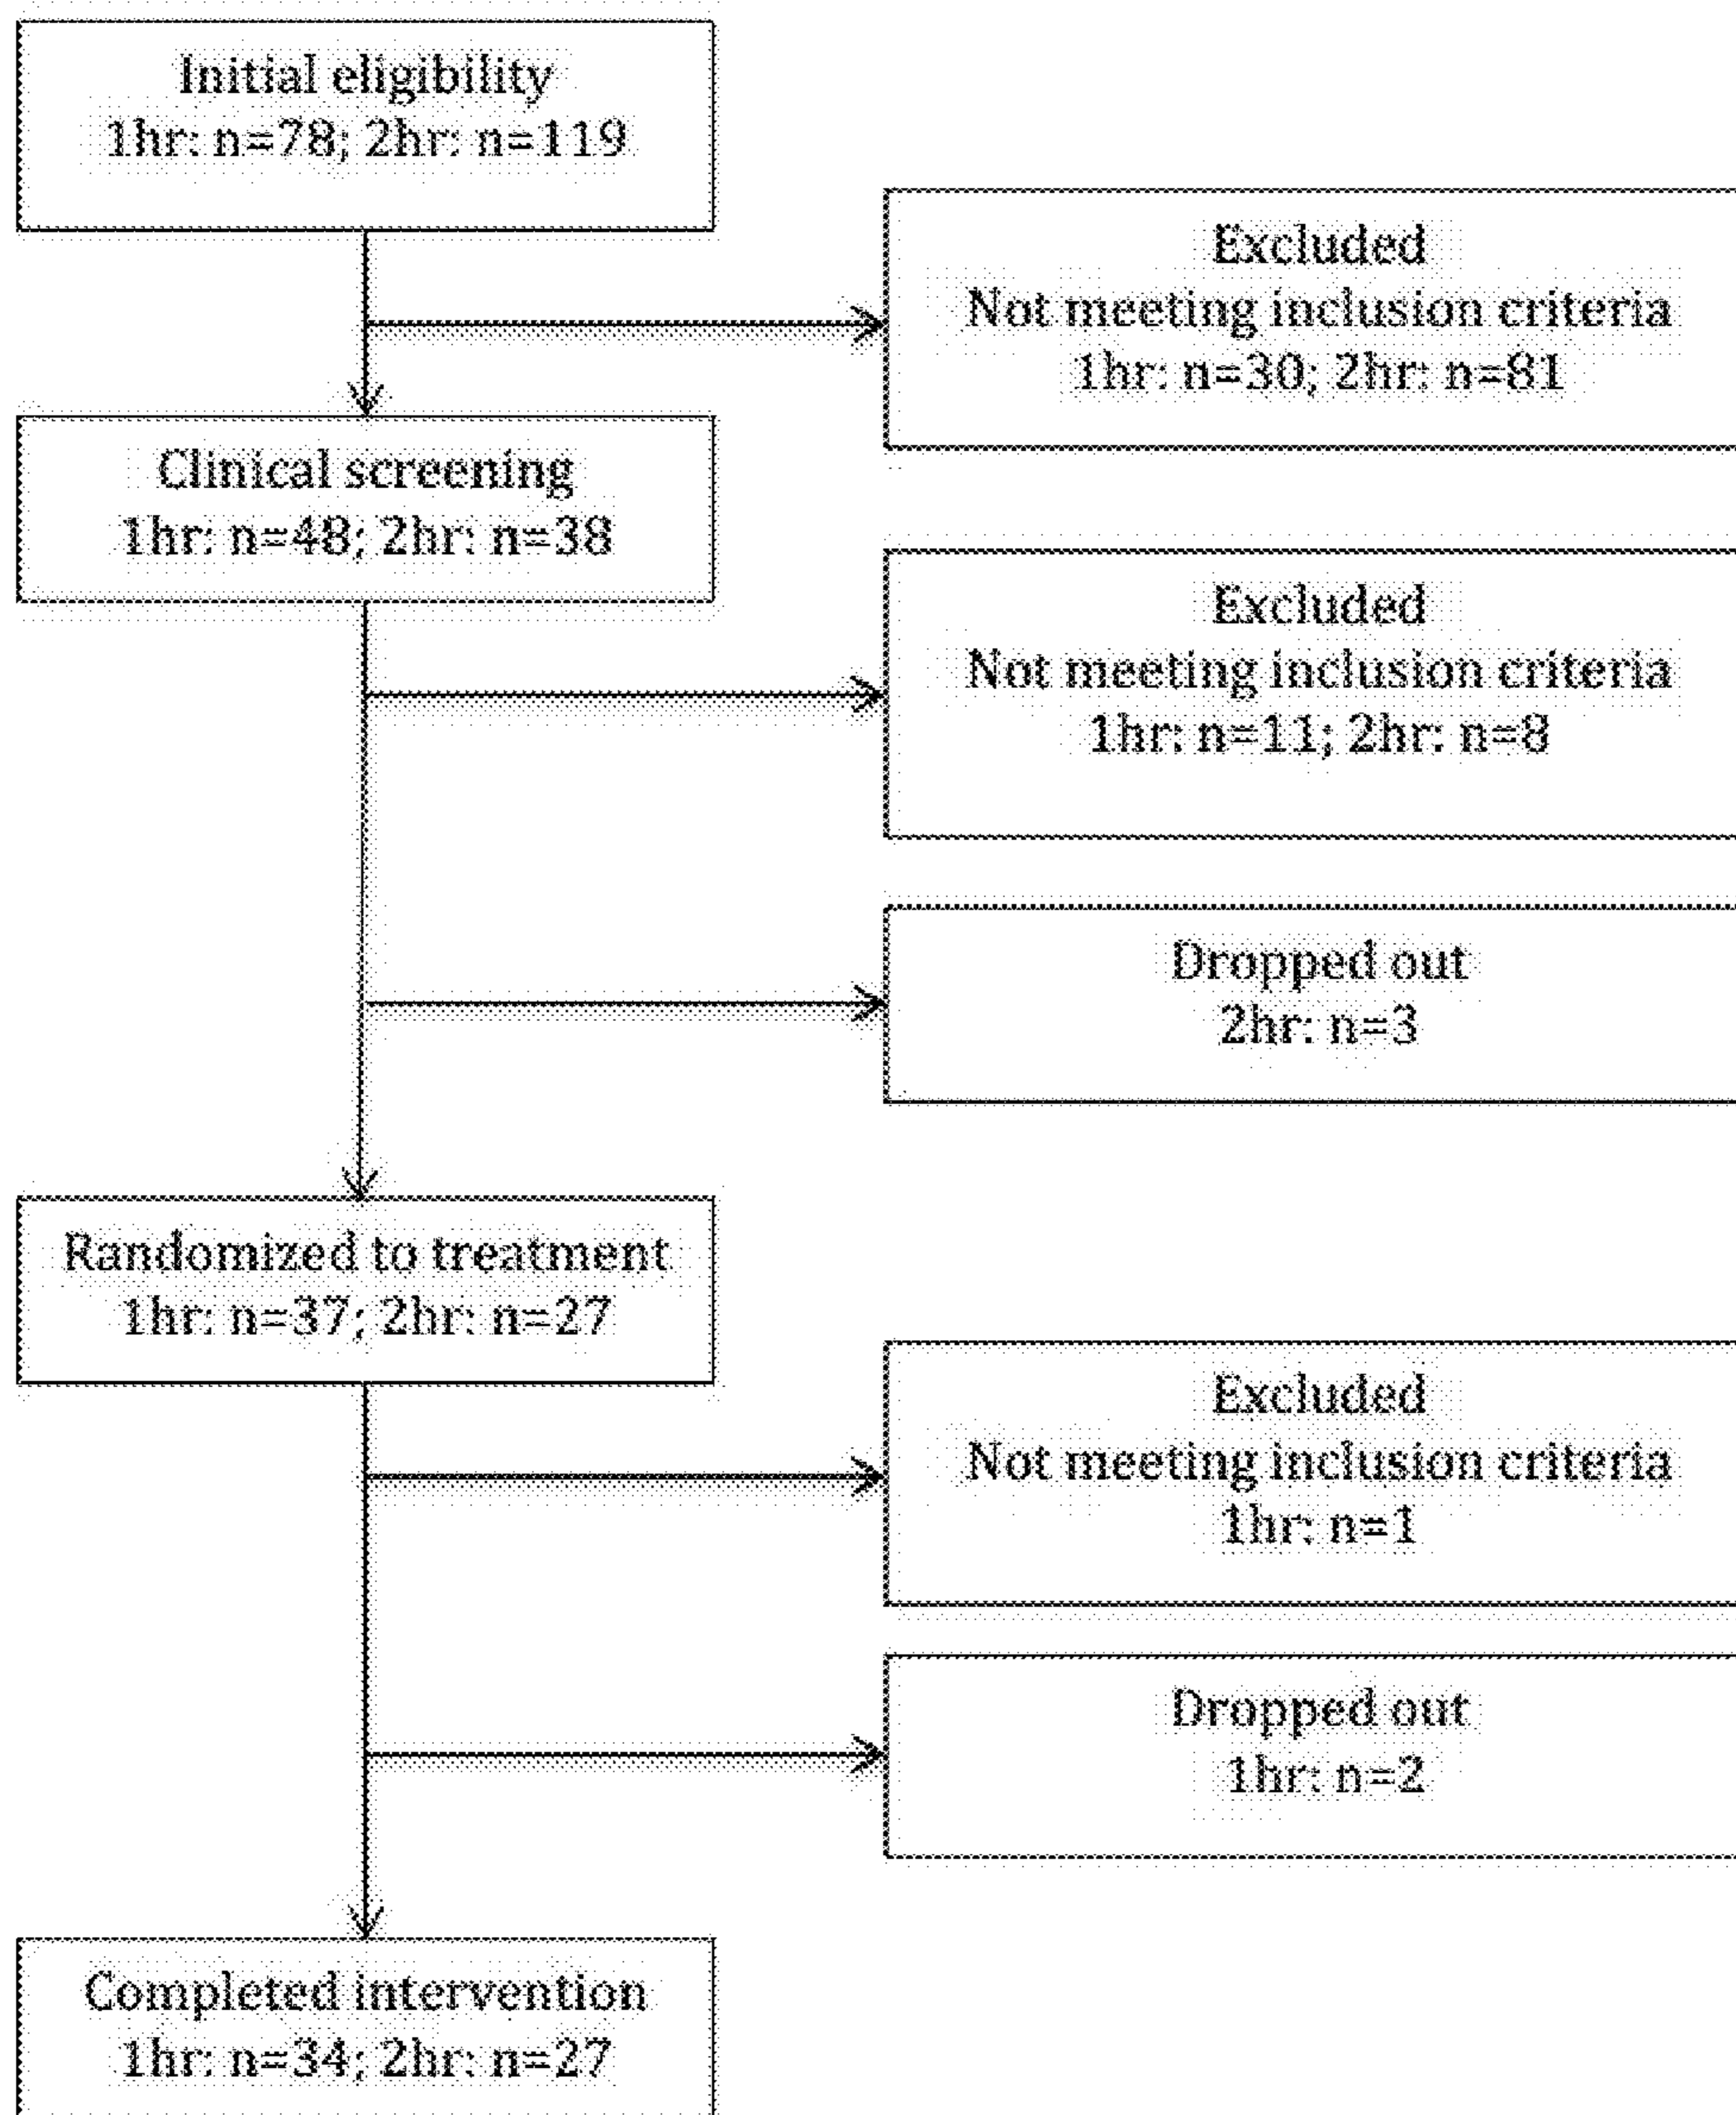 Initial eligibility
1hr: n=78; 2hr: n=119
Excluded
Not meeting inclusion criteria
1hr: n=30; 2hr: n=81
Clinical screening
1hr: n=48; 2hr: n=38
Excluded
Not meeting inclusion criteria
1hr: n=11; 2hr: n=8
Dropped out
2hr: n=3
Randomized to treatment
1hr: n=37; 2hr: n=27
Excluded
Not meeting inclusion criteria
1hr: n=1
Dropped out
1hr: n=2
Completed intervention
1hr: n=34; 2hr: n=27